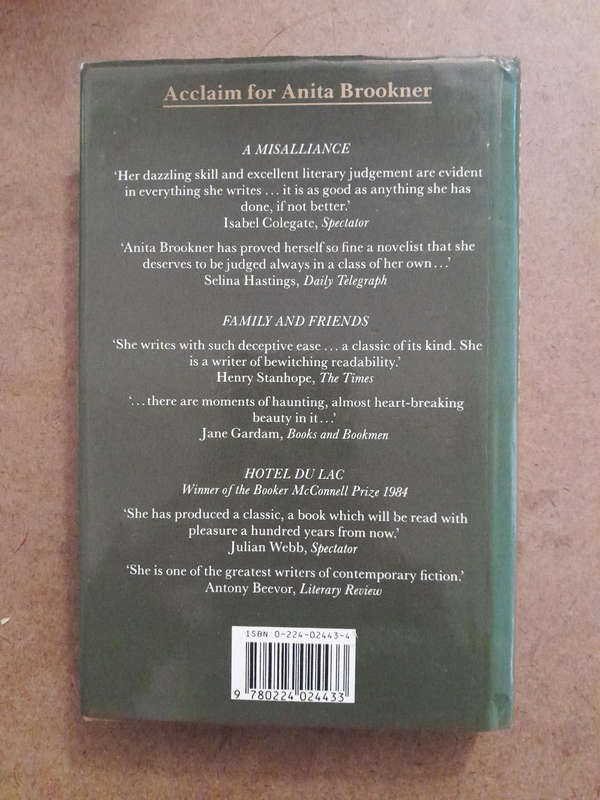 Acclaim for Anita Brookner
A MISALLIANCE
‘Her dazzling skill and excellent literary judgement are evident
in everything she writes ... it is as good as anything she has
done, if not better.’
Isabel Colegate, Spectator
‘Anita Brookner has proved herself so fine a novelist that she
deserves to be judged always in a class of her own ...’
Selina Hastings, Daily Telegraph
FAMILY AND FRIENDS
‘She writes with such deceptive ease ... a classic of its kind. She
is a writer of bewitching readability.’
Henry Stanhope, The Times
‘... there are moments of haunting, almost heart-breaking
beauty in it ...’
Jane Gardam, Books and Bookmen
HOTEL DU LAC
Winner of the Booker McConnell Prize 1984
‘She has produced a classic, a book which will be read with
pleasure a hundred years from now.’
Julian Webb, Spectator
‘She is one of the greatest writers of contemporary fiction.’
Antony Beevor, Literary Review
ISBN 0-224-02443-4
9 780224 024433